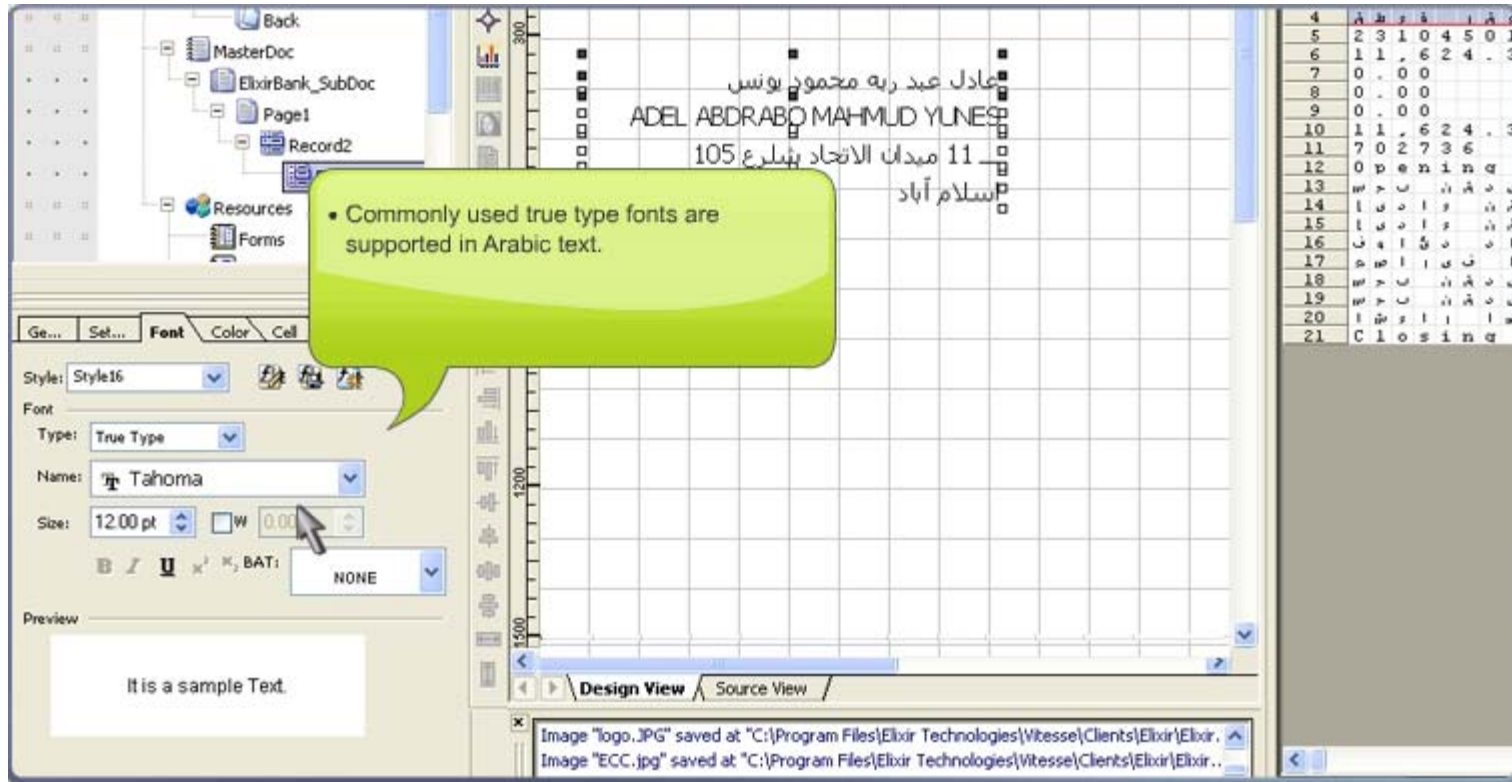 Back
MasterDoc
ElixirBank_SubDoc
Page1
Record2
Resources
Forms
• Commonly used true type fonts are
supported in Arabic text.
Ge... Set... Font Color Cell
Style: Style16
Font
Type: True Type
Name: Tahoma
Size: 12.00 pt W 0.00
B I U x² BAT: NONE
Preview
It is a sample Text.
300
1200
1500
عادل عبد ربه محمود يونس
ADEL ABDRABO MAHMUD YUNES
11 ميدان الاتحاد بشلرع 105
اسلام آباد
Design View Source View
Image "logo.JPG" saved at "C:\Program Files\Elixir Technologies\Vitesse\Clients\Elixir\Elixir.
Image "ECC.jpg" saved at "C:\Program Files\Elixir Technologies\Vitesse\Clients\Elixir\Elixir..
4
5 2 3 1 0 4 5 0 1
6 1 1 , 6 2 4 . 3
7 0 . 0 0
8 0 . 0 0
9 0 . 0 0
10 1 1 , 6 2 4 .
11 7 0 2 7 3 6
12 O p e n i n g
13
14
15
16
17
18
19
20
21 C l o s i n g